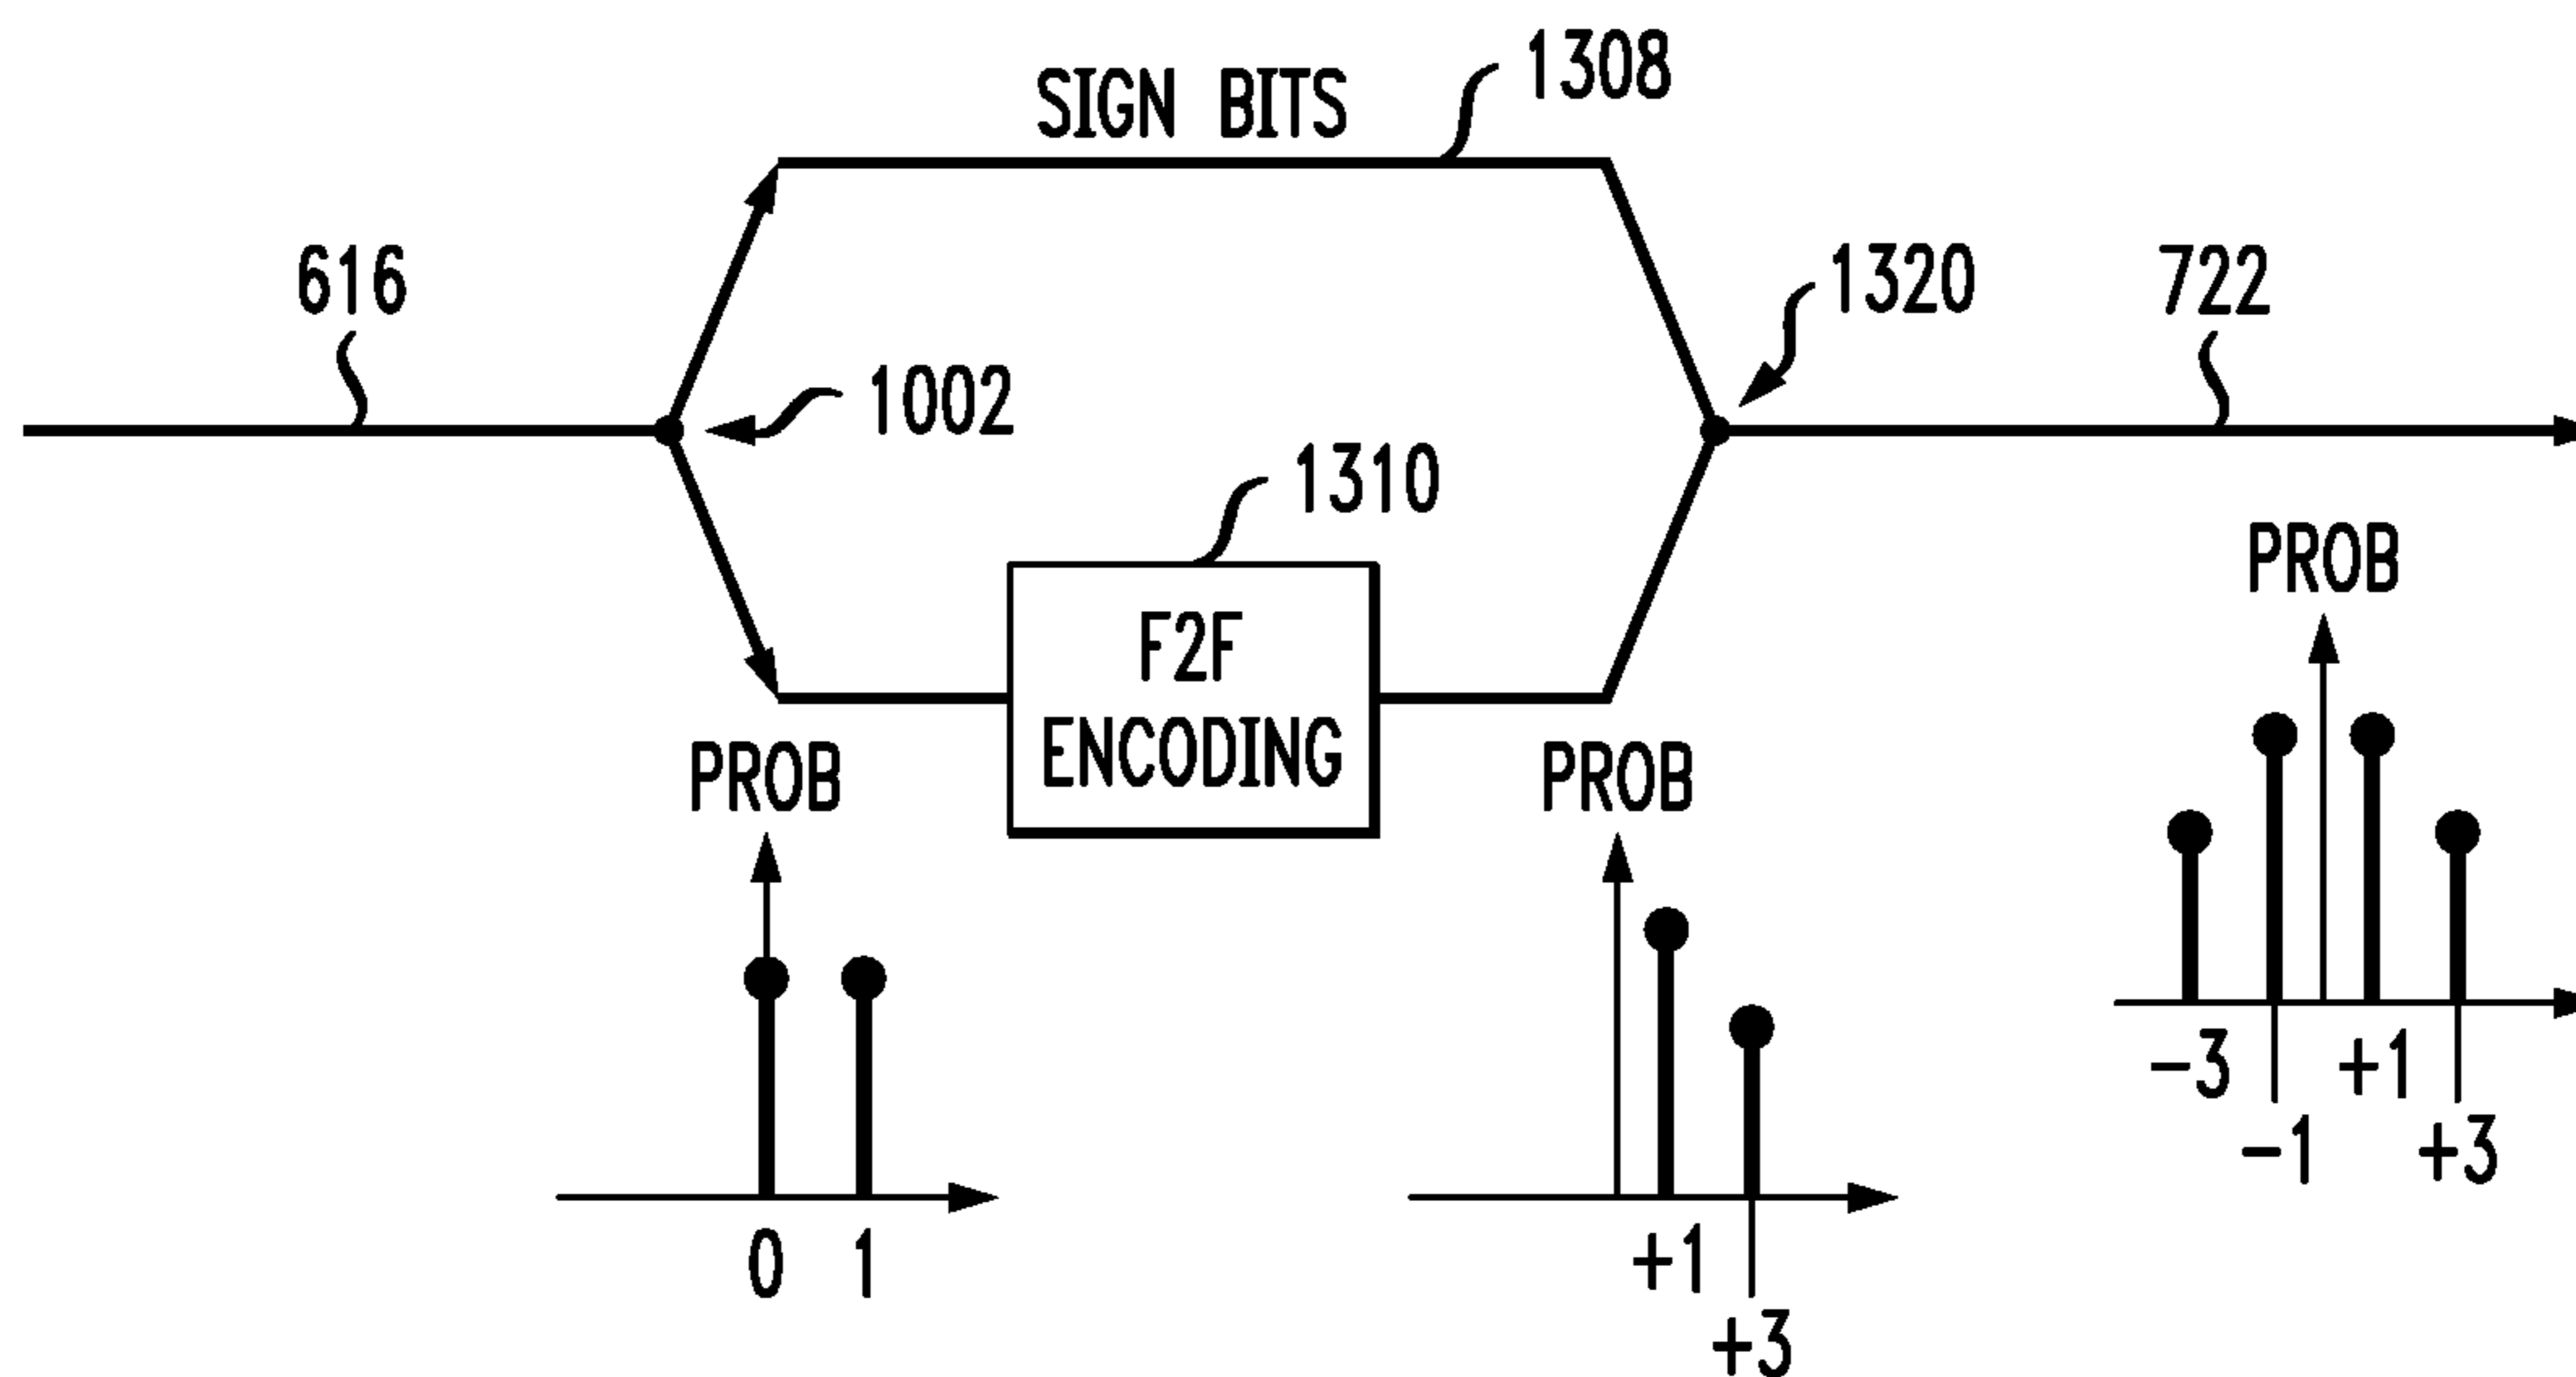 1308
SIGN BITS
616
1320
722
1002
1310
PROB
F2F
ENCODING
PROB
PROB
-3
+1
-1
+3
0
1
+1
+3